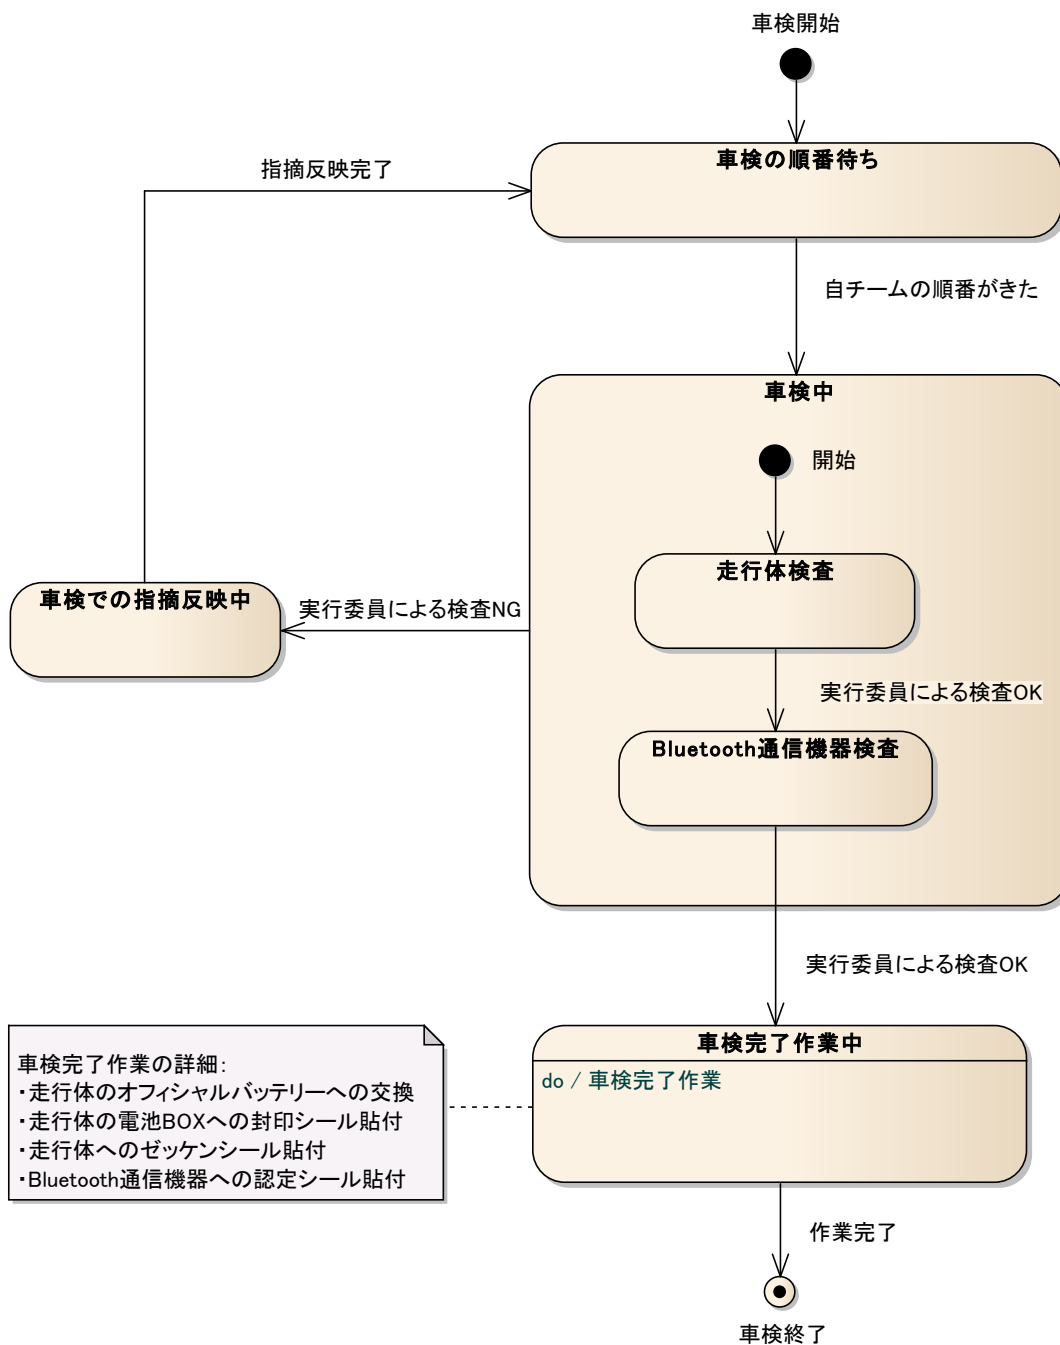 車検開始
車検の順番待ち
指摘反映完了
自チームの順番がきた
車検中
開始
走行体検査
車検での指摘反映中
実行委員による検査NG
実行委員による検査OK
Bluetooth通信機器検査
実行委員による検査OK
車検完了作業中
do / 車検完了作業
車検完了作業の詳細:
・走行体のオフィシャルバッテリーへの交換
・走行体の電池BOXへの封印シール貼付
・走行体へのゼッケンシール貼付
・Bluetooth通信機器への認定シール貼付
作業完了
車検終了